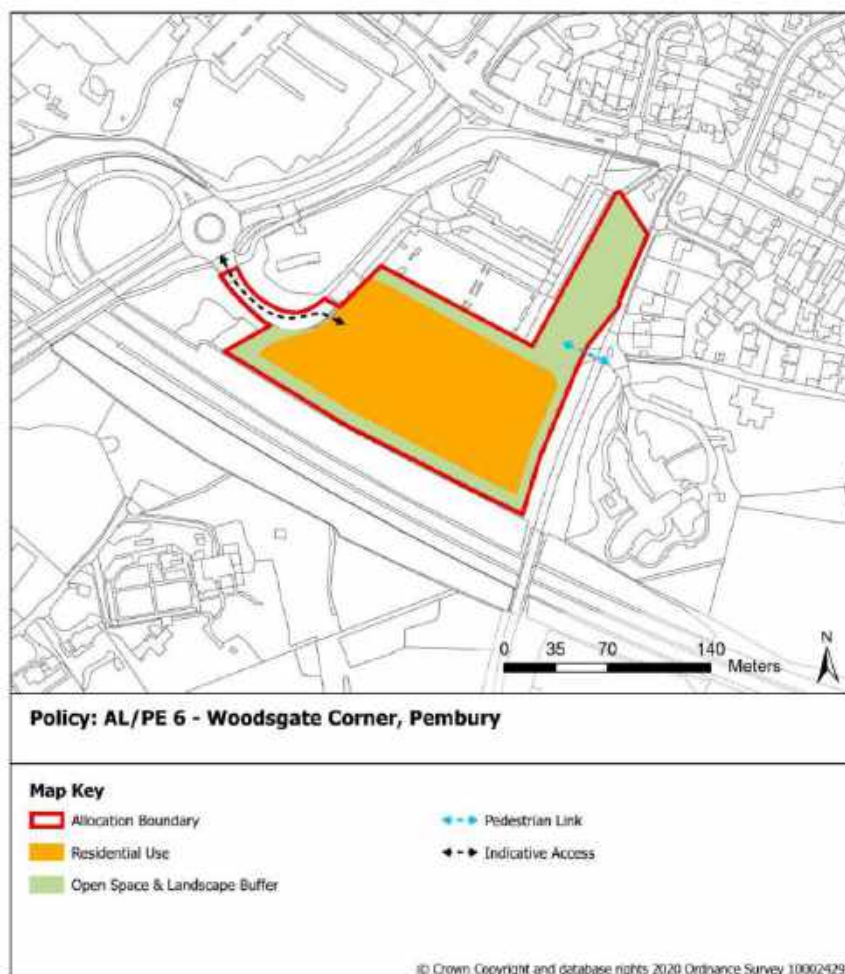 N
0 35 70 140
Meters
Policy: AL/PE 6 - Woodsgate Corner, Pembury
Map Key
Allocation Boundary
Pedestrian Link
Residential Use
Indicative Access
Open Space & Landscape Buffer
© Crown Copyright and database rights 2020 Ordnance Survey 10002429